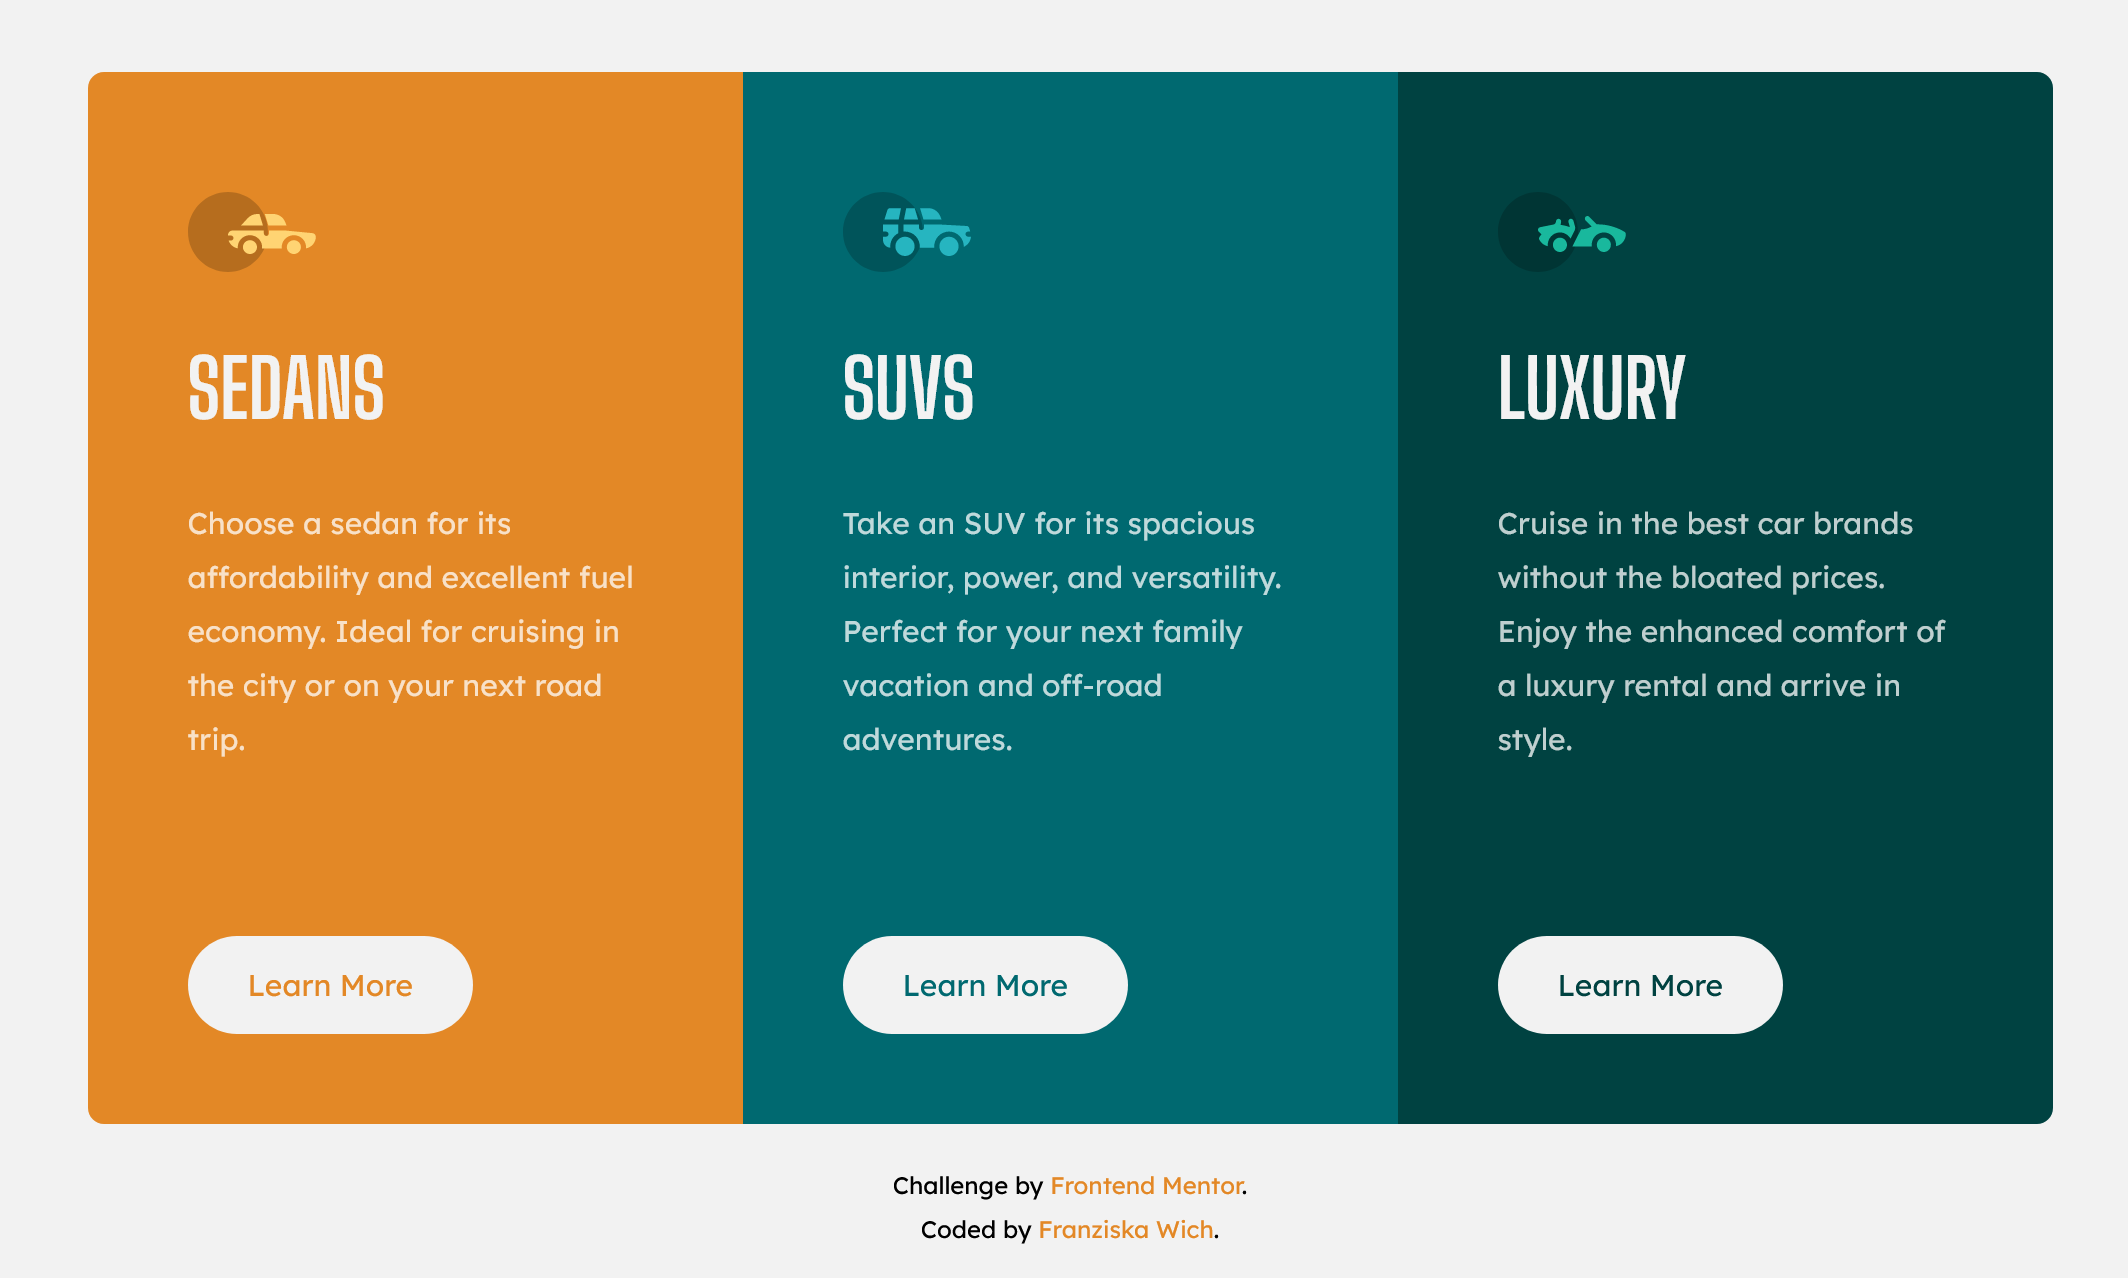 SEDANS
Choose a sedan for its
affordability and excellent fuel
economy. Ideal for cruising in
the city or on your next road
trip.
Learn More
SUVS
Take an SUV for its spacious
interior, power, and versatility.
Perfect for your next family
vacation and off-road
adventures.
Learn More
LUXURY
Cruise in the best car brands
without the bloated prices.
Enjoy the enhanced comfort of
a luxury rental and arrive in
style.
Learn More
Challenge by Frontend Mentor.
Coded by Franziska Wich.